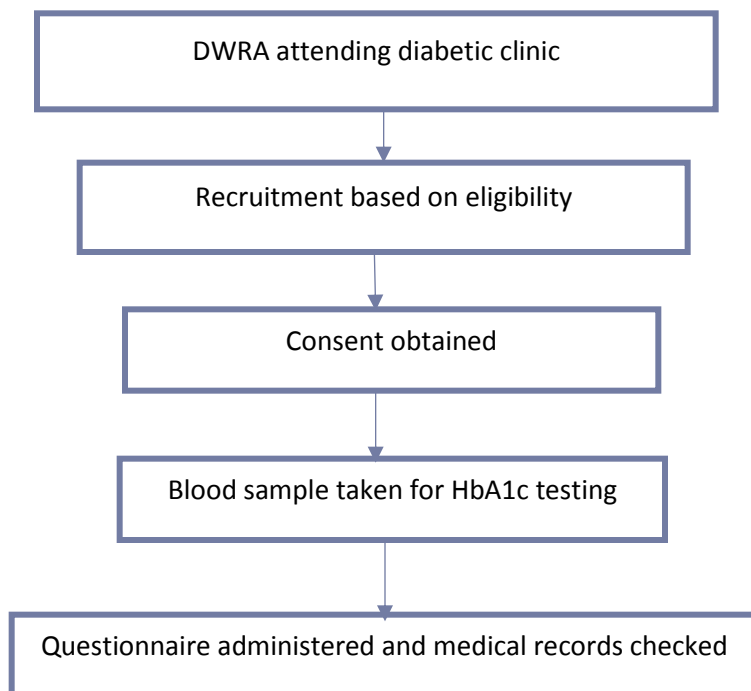 DWRA attending diabetic clinic
Recruitment based on eligibility
Consent obtained
Blood sample taken for HbA1c testing
Questionnaire administered and medical records checked